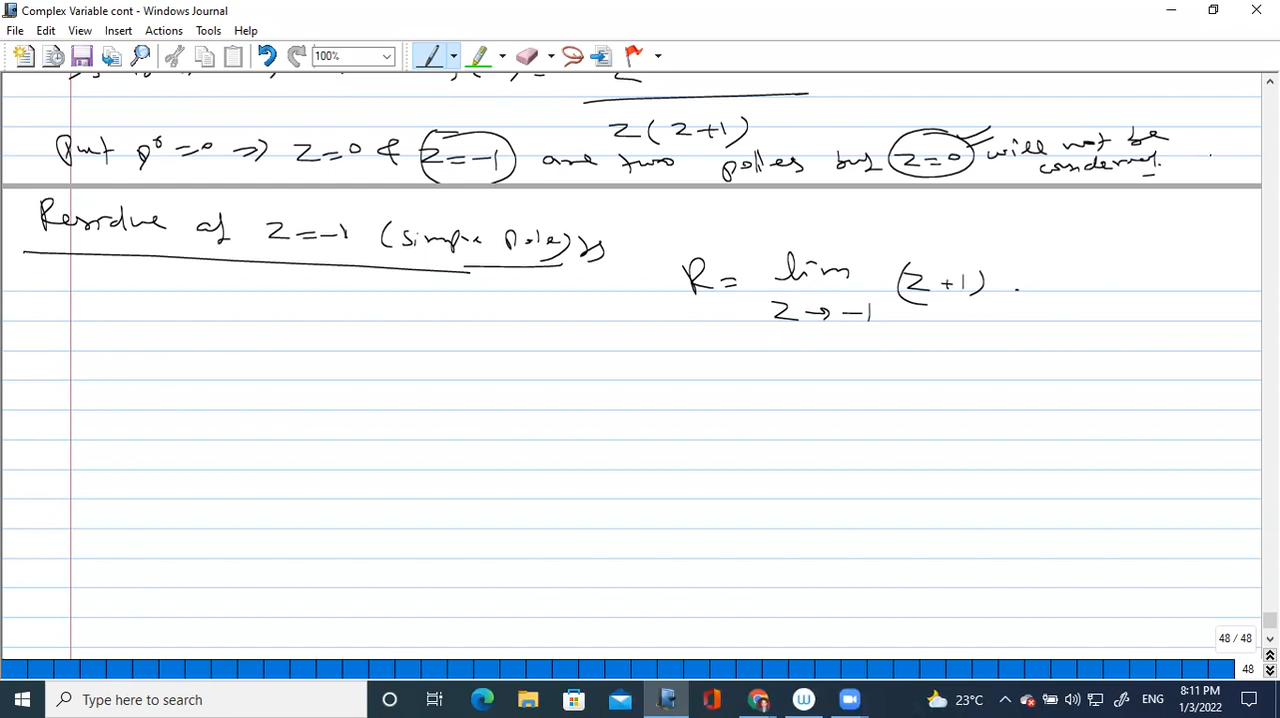 Complex Variable cont - Windows Journal
File Edit View Insert Actions Tools Help
100%
z(z+1)
Put =0 ⇒ z=0 & z=-1 are two poles but z=0 will not be
Residue at z=-1 (simple pole) is
R = lim (z+1) .
z→-1
48 / 48
48
Type here to search
W
23°C ENG 8:11 PM
1/3/2022